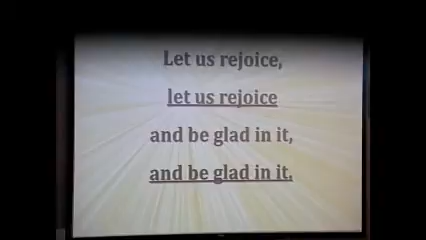 Let us rejoice,
let us rejoice
and be glad in it,
and be glad in it.